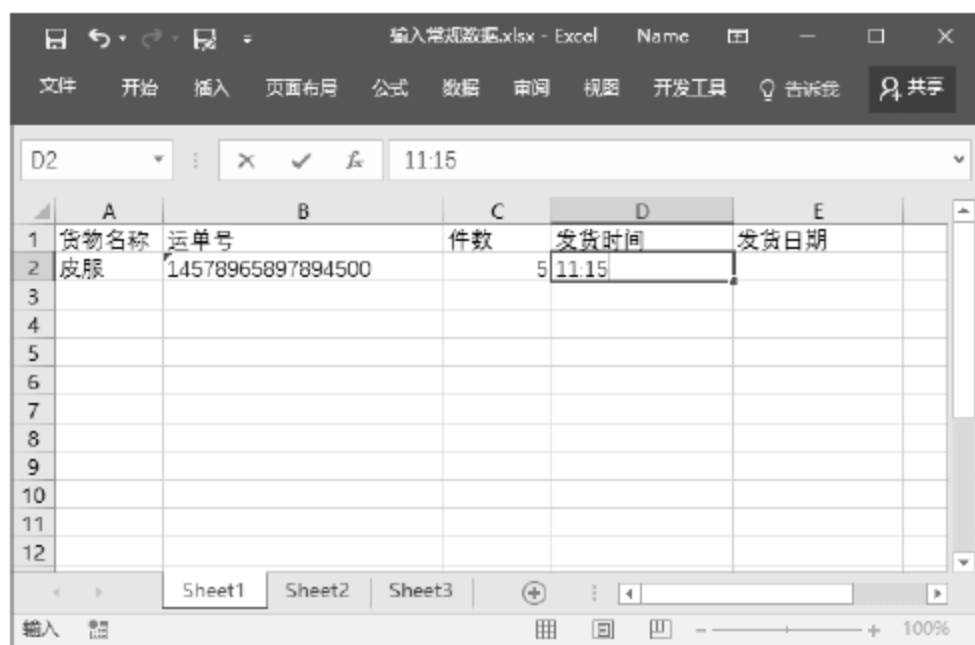 输入常规数据.xlsx - Excel Name
文件 开始 插入 页面布局 公式 数据 审阅 视图 开发工具 告诉我 共享
D2 fx 11:15
A B C D E
1 货物名称 运单号 件数 发货时间 发货日期
2 皮服 14578965897894500 5 11:15
3
4
5
6
7
8
9
10
11
12
Sheet1 Sheet2 Sheet3
输入 100%